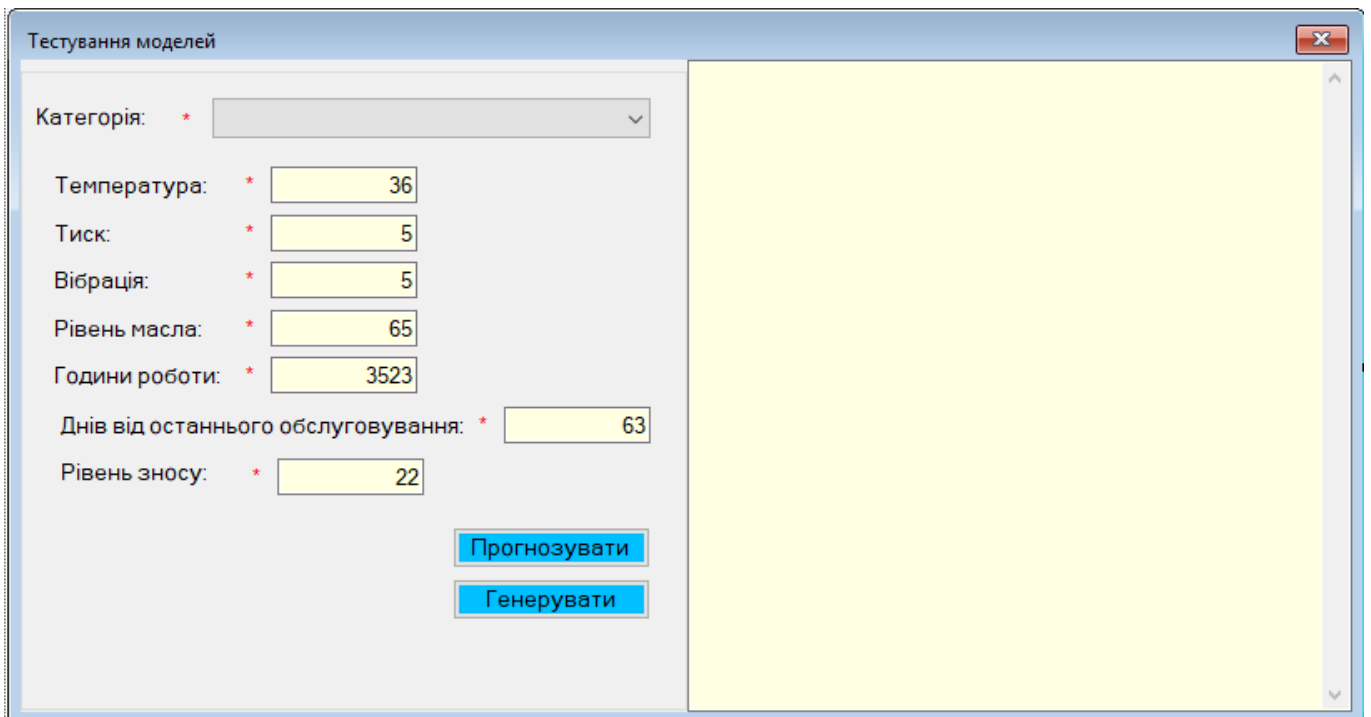 Тестування моделей
Категорія: *
Температура: * 36
Тиск: * 5
Вібрація: * 5
Рівень масла: * 65
Години роботи: * 3523
Днів від останнього обслуговування: * 63
Рівень зносу: * 22
Прогнозувати
Генерувати